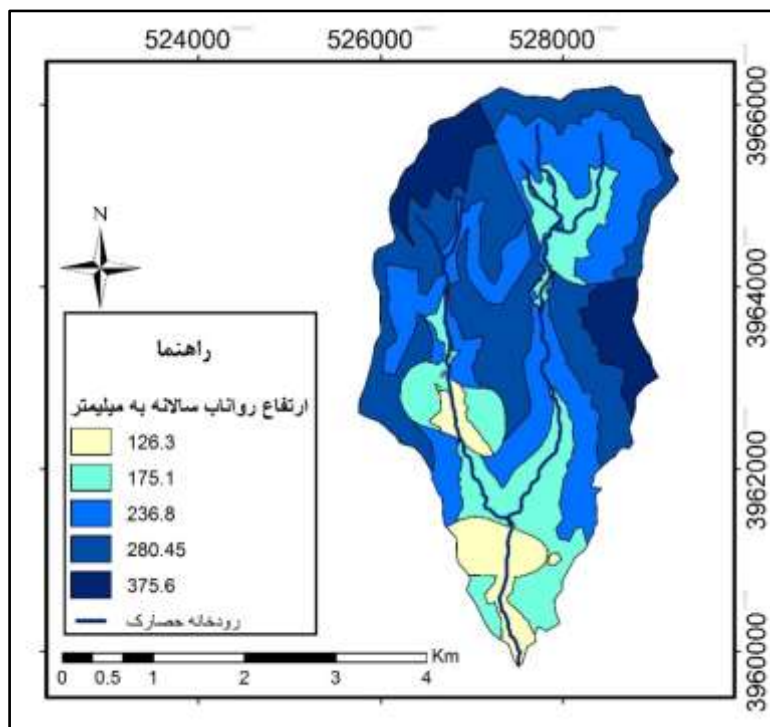 524000 526000 528000
3966000
3964000
3962000
3960000
N
راهنما
ارتفاع رواناب سالانه به میلیمتر
126.3
175.1
236.8
280.45
375.6
رودخانه حصارک
Km
0 0.5 1 2 3 4